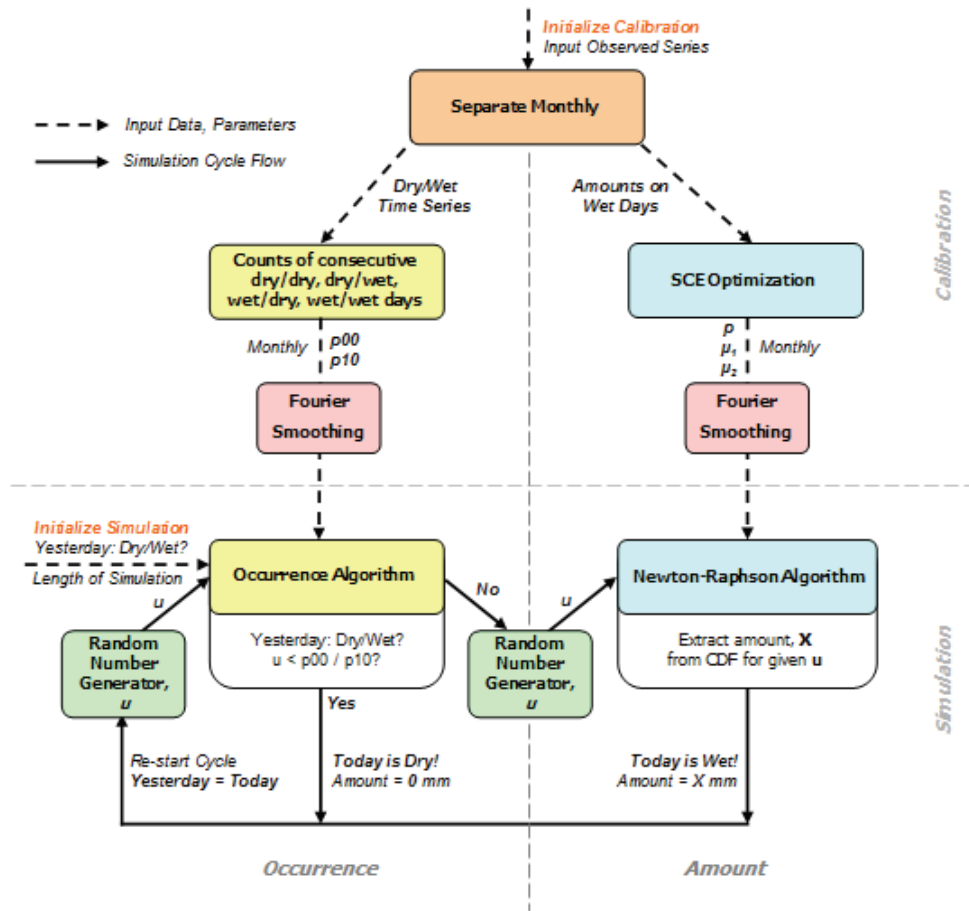 Initialize Calibration
Input Observed Series
Separate Monthly
Input Data, Parameters
Simulation Cycle Flow
Dry/Wet
Time Series
Amounts on
Wet Days
Counts of consecutive
dry/dry, dry/wet,
wet/dry, wet/wet days
SCE Optimization
Calibration
Monthly
p00
p10
p
μ₁
μ₂
Monthly
Fourier
Smoothing
Fourier
Smoothing
Initialize Simulation
Yesterday: Dry/Wet?
Length of Simulation
u
Occurrence Algorithm
Yesterday: Dry/Wet?
u < p00 / p10?
No
u
Newton-Raphson Algorithm
Extract amount, X
from CDF for given u
Random
Number
Generator,
u
Random
Number
Generator,
u
Simulation
Yes
Re-start Cycle
Yesterday = Today
Today is Dry!
Amount = 0 mm
Today is Wet!
Amount = X mm
Occurrence
Amount